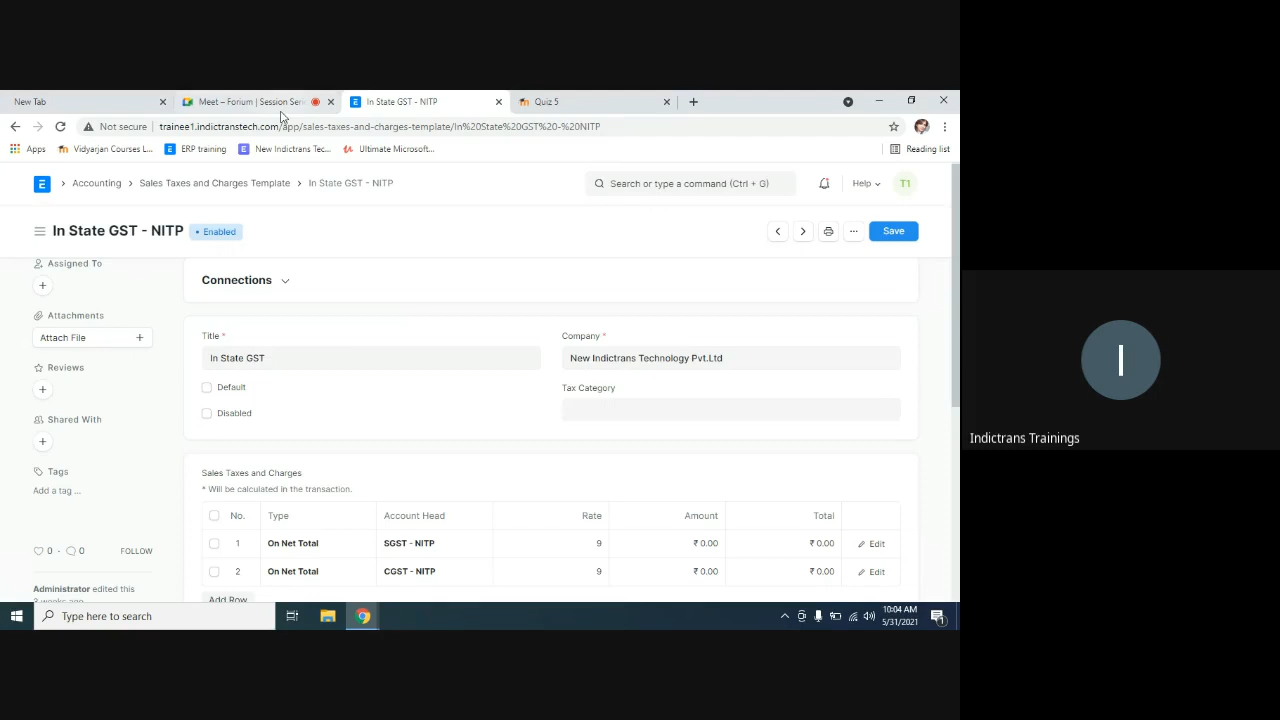 New Tab
Meet – Forium | Session Seri
In State GST - NITP
Quiz 5
Not secure
trainee1.indictranstech.com/app/sales-taxes-and-charges-template/In%20State%20GST%20-%20NITP
Apps
Vidyarjan Courses L...
ERP training
New Indictrans Tec...
Ultimate Microsoft...
Reading list
E
Accounting
Sales Taxes and Charges Template
In State GST - NITP
Search or type a command (Ctrl + G)
Help
T1
In State GST - NITP
Enabled
Save
Assigned To
Attachments
Attach File
Reviews
Shared With
Tags
Add a tag ...
0 · 0 FOLLOW
Administrator edited this
3 weeks ago
Connections
Title *
In State GST
Default
Disabled
Company *
New Indictrans Technology Pvt.Ltd
Tax Category
Sales Taxes and Charges
* Will be calculated in the transaction.
No. Type Account Head Rate Amount Total
1 On Net Total SGST - NITP 9 ₹ 0.00 ₹ 0.00 Edit
2 On Net Total CGST - NITP 9 ₹ 0.00 ₹ 0.00 Edit
Add Row
Type here to search
10:04 AM
5/31/2021
1
I
Indictrans Trainings